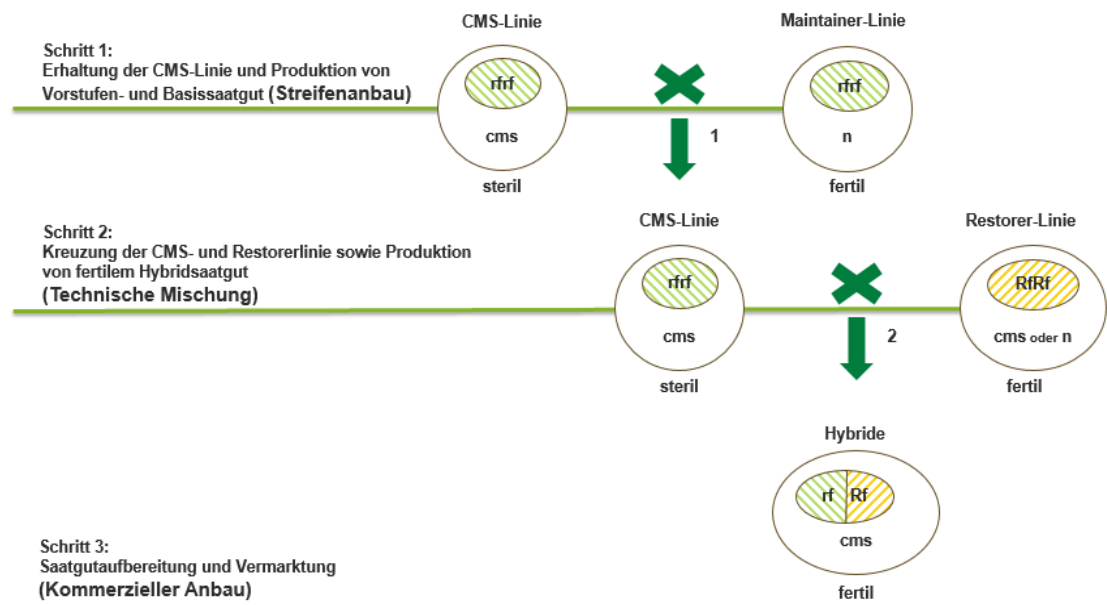 CMS-Linie
Maintainer-Linie
Schritt 1:
Erhaltung der CMS-Linie und Produktion von
Vorstufen- und Basissaatgut (Streifenanbau)
rfrf
rfrf
cms
n
1
steril
fertil
CMS-Linie
Restorer-Linie
Schritt 2:
Kreuzung der CMS- und Restorerlinie sowie Produktion
von fertilem Hybridsaatgut
(Technische Mischung)
rfrf
RfRf
cms
cms oder n
2
steril
fertil
Hybride
rf Rf
cms
fertil
Schritt 3:
Saatgutaufbereitung und Vermarktung
(Kommerzieller Anbau)